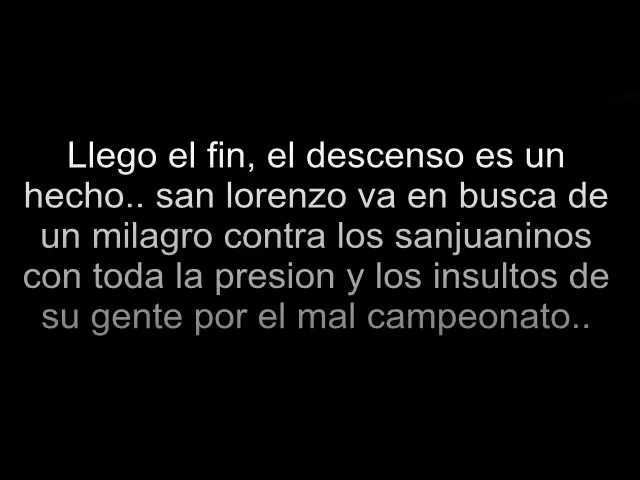 Llego el fin, el descenso es un
hecho.. san lorenzo va en busca de
un milagro contra los sanjuaninos
con toda la presion y los insultos de
su gente por el mal campeonato..